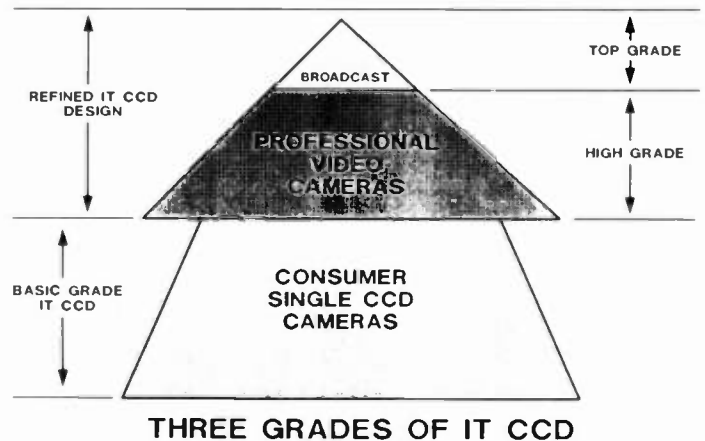 TOP GRADE
BROADCAST
REFINED IT CCD
DESIGN
PROFESSIONAL
VIDEO
CAMERAS
HIGH GRADE
CONSUMER
SINGLE CCD
CAMERAS
BASIC GRADE
IT CCD
THREE GRADES OF IT CCD